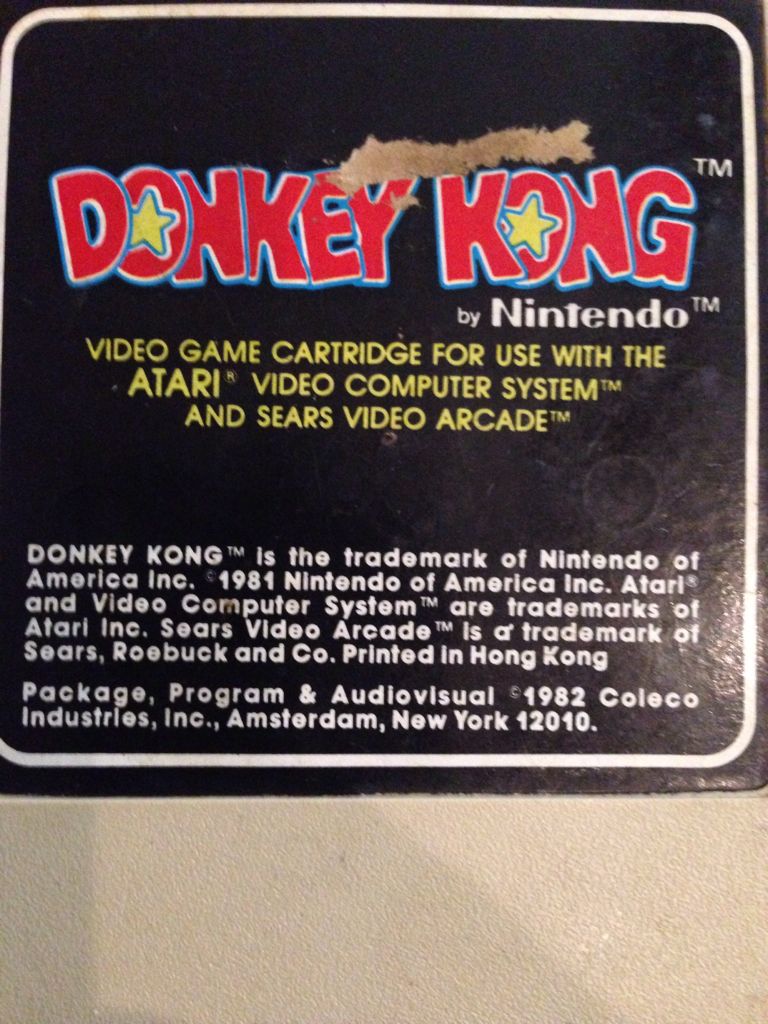 DONKEY KONG™
by Nintendo™
VIDEO GAME CARTRIDGE FOR USE WITH THE
ATARI® VIDEO COMPUTER SYSTEM™
AND SEARS VIDEO ARCADE™
DONKEY KONG™ is the trademark of Nintendo of
America Inc. ©1981 Nintendo of America Inc. Atari®
and Video Computer System™ are trademarks of
Atari Inc. Sears Video Arcade™ is a trademark of
Sears, Roebuck and Co. Printed in Hong Kong
Package, Program & Audiovisual ©1982 Coleco
Industries, Inc., Amsterdam, New York 12010.